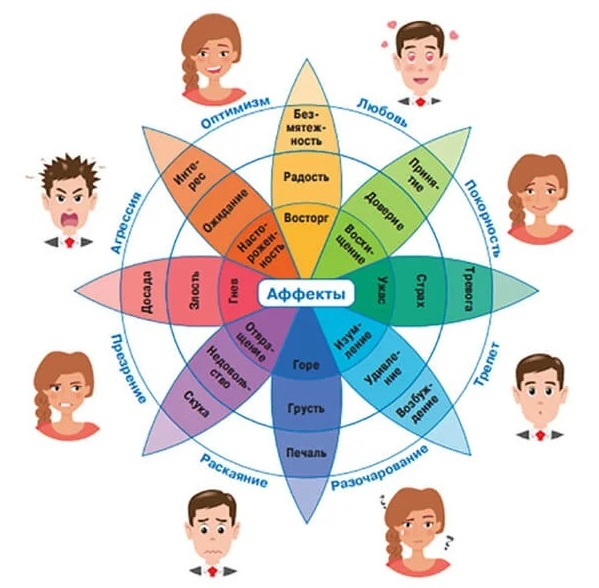 Оптимизм
Любовь
Покорность
Трепет
Разочарование
Раскаяние
Презрение
Агрессия
Без-
мятеж-
ность
Радость
Восторг
Приня-
тие
Доверие
Восхи-
щение
Тревога
Страх
Ужас
Возбуж-
дение
Удивле-
ние
Изум-
ление
Горе
Грусть
Печаль
Отвра-
щение
Недоволь-
ство
Скука
Досада
Злость
Гнев
Инте-
рес
Ожидание
Насто-
рожен-
ность
Аффекты